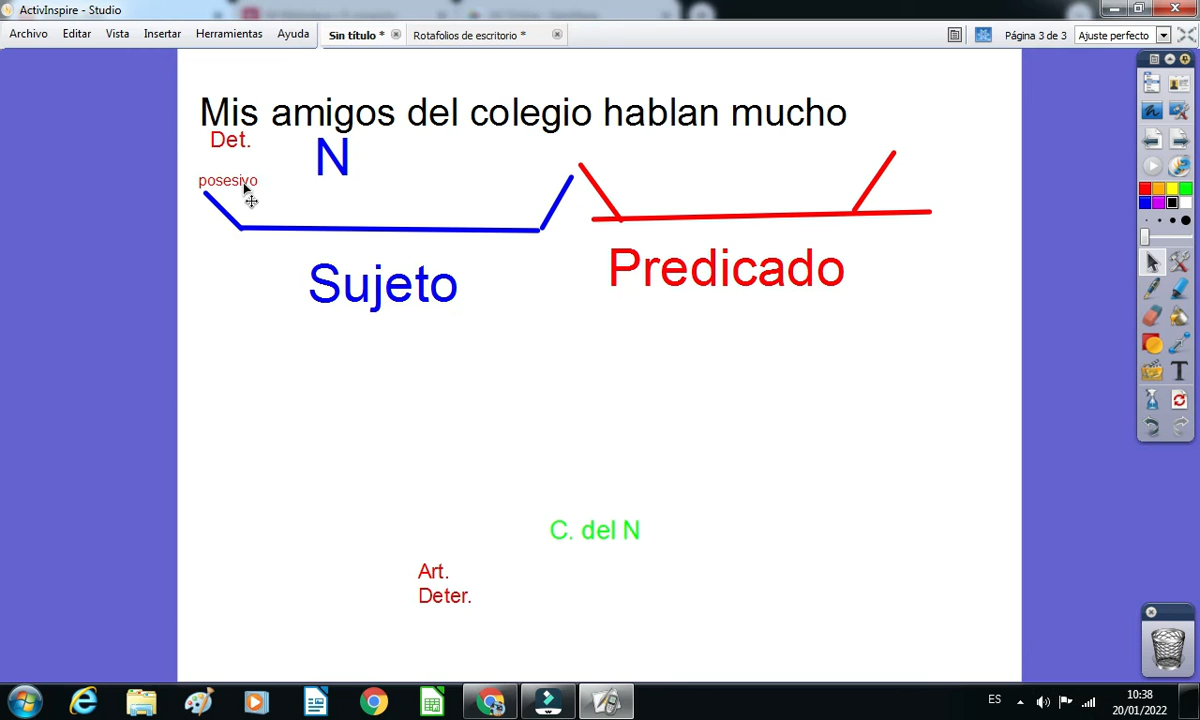 ActivInspire - Studio
Archivo Editar Vista Insertar Herramientas Ayuda Sin título * Rotafolios de escritorio * Página 3 de 3 Ajuste perfecto
Mis amigos del colegio hablan mucho
Det.
N
posesivo
Sujeto
Predicado
C. del N
Art.
Deter.
ES
10:38
20/01/2022